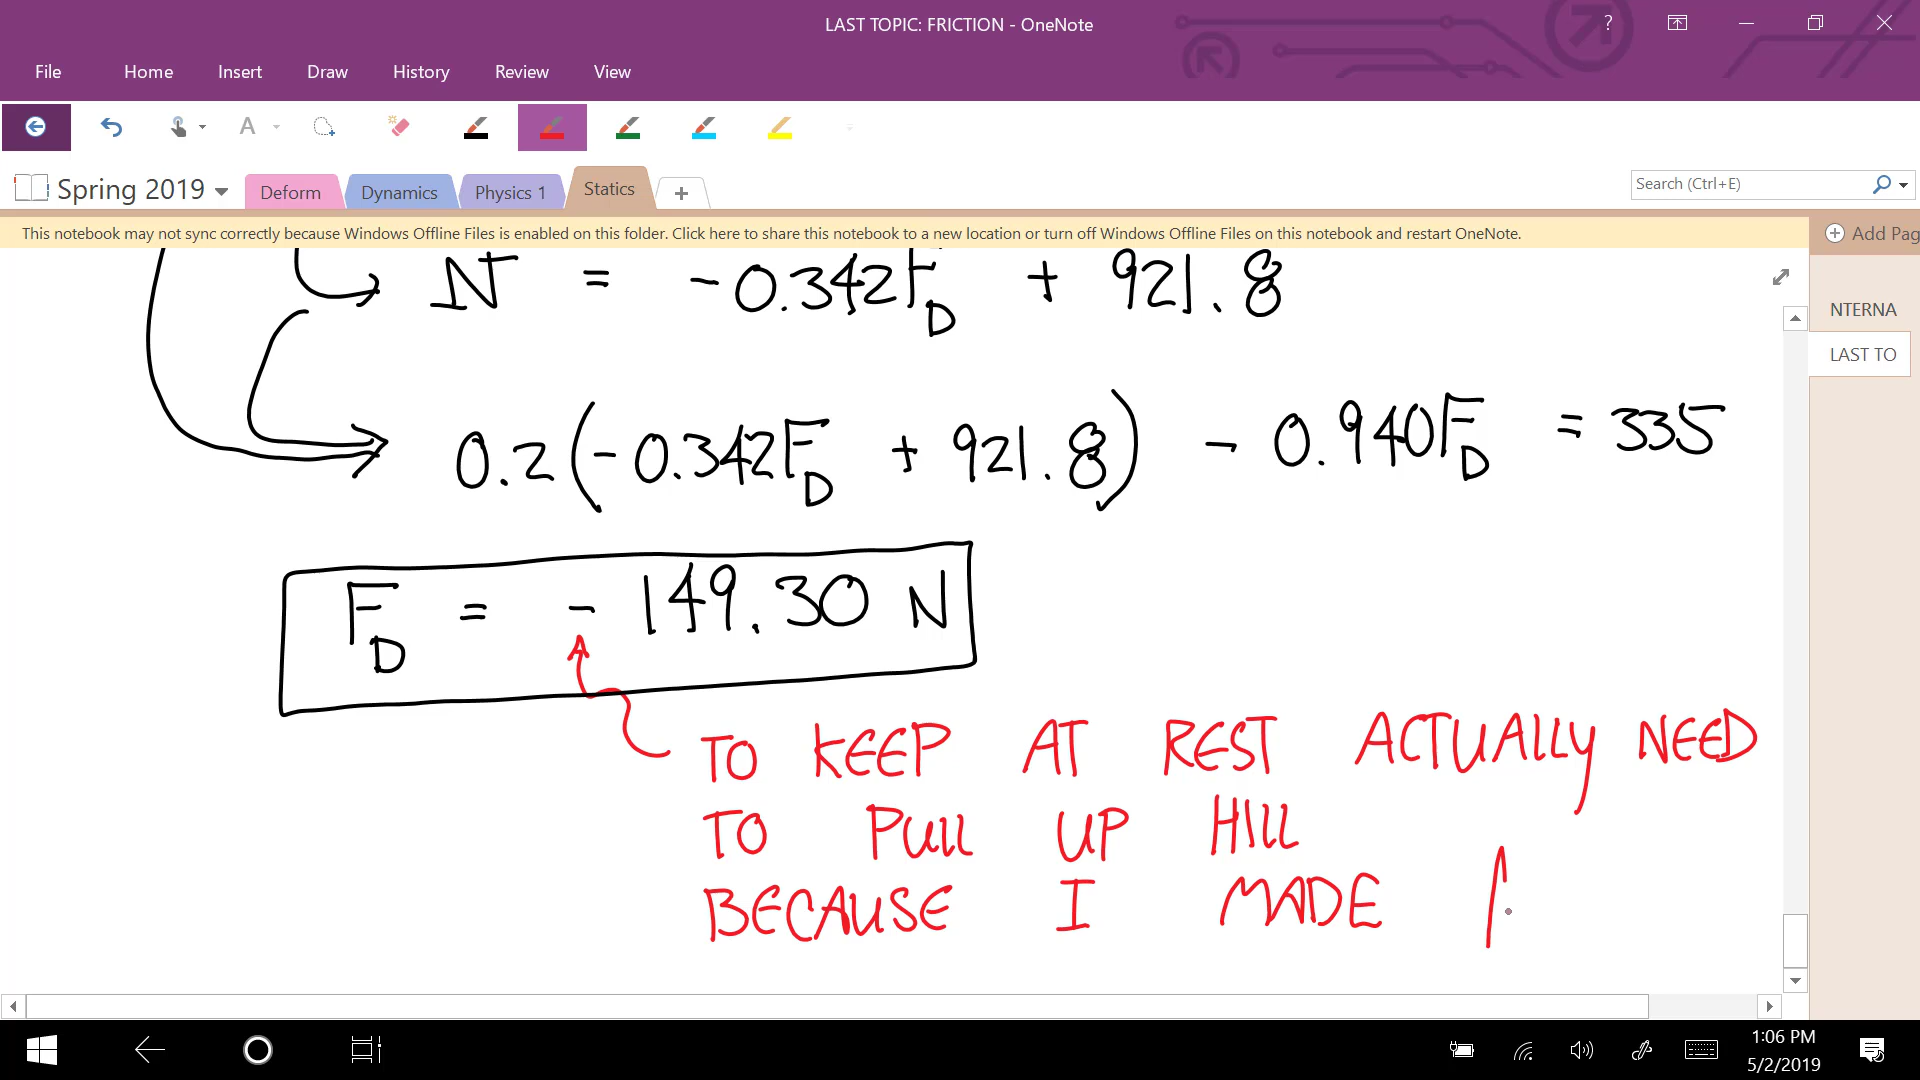 LAST TOPIC: FRICTION - OneNote
?
File Home Insert Draw History Review View
A
Spring 2019 Deform Dynamics Physics 1 Statics +
Search (Ctrl+E)
This notebook may not sync correctly because Windows Offline Files is enabled on this folder. Click here to share this notebook to a new location or turn off Windows Offline Files on this notebook and restart OneNote.
Add Pag
NTERNA
LAST TO
N = -0.342F_D + 921.8
0.2(-0.342F_D + 921.8) - 0.940F_D = 335
F_D = - 149.30 N
TO KEEP AT REST ACTUALLY NEED
TO PULL UP HILL
BECAUSE I MADE
1:06 PM
5/2/2019